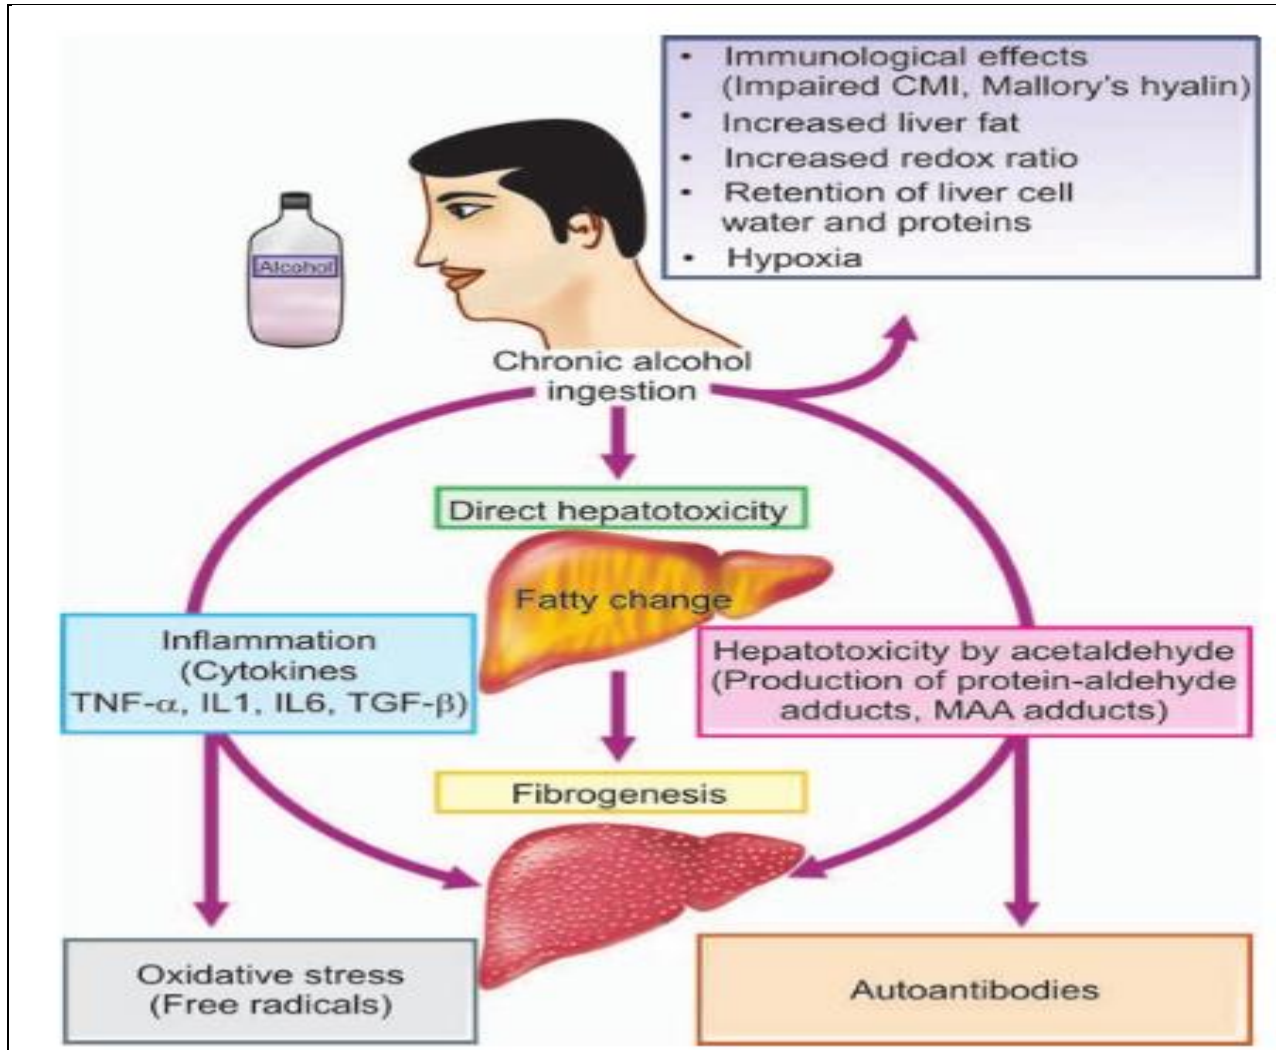 • Immunological effects
(Impaired CMI, Mallory's hyalin)
• Increased liver fat
• Increased redox ratio
• Retention of liver cell
water and proteins
• Hypoxia
Alcohol
Chronic alcohol
ingestion
Direct hepatotoxicity
Fatty change
Inflammation
(Cytokines
TNF-α, IL1, IL6, TGF-β)
Hepatotoxicity by acetaldehyde
(Production of protein-aldehyde
adducts, MAA adducts)
Fibrogenesis
Oxidative stress
(Free radicals)
Autoantibodies